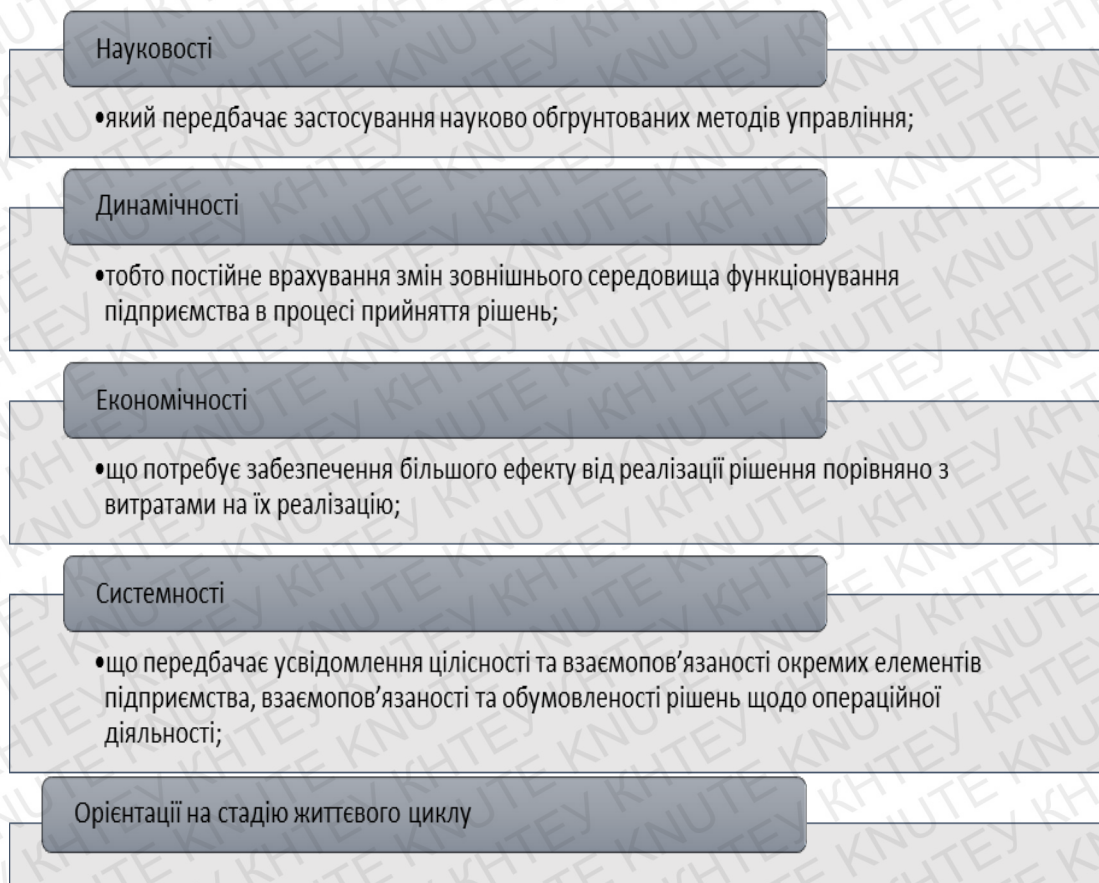 Науковості
•який передбачає застосування науково обгрунтованих методів управління;
Динамічності
•тобто постійне врахування змін зовнішнього середовища функціонування
підприємства в процесі прийняття рішень;
Економічності
•що потребує забезпечення більшого ефекту від реалізації рішення порівняно з
витратами на їх реалізацію;
Системності
•що передбачає усвідомлення цілісності та взаємопов’язаності окремих елементів
підприємства, взаємопов’язаності та обумовленості рішень щодо операційної
діяльності;
Орієнтації на стадію життєвого циклу